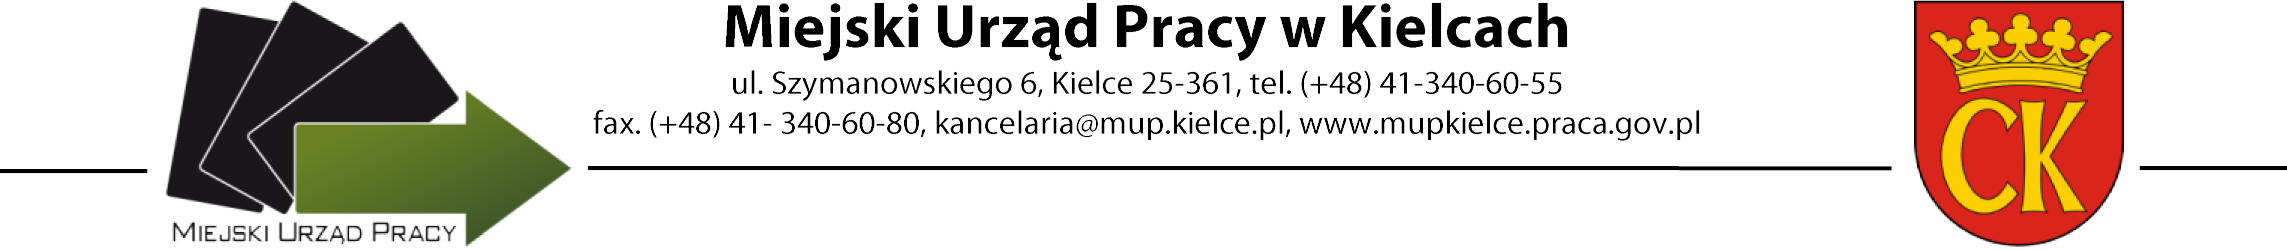 Miejski Urząd Pracy w Kielcach
ul. Szymanowskiego 6, Kielce 25-361, tel. (+48) 41-340-60-55
fax. (+48) 41- 340-60-80, kancelaria@mup.kielce.pl, www.mupkielce.praca.gov.pl
MIEJSKI URZĄD PRACY
CK